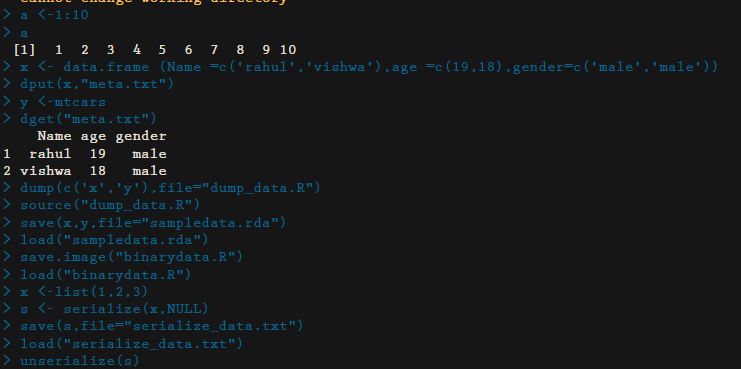 cannot change working directory
> a <-1:10
> a
 [1]  1  2  3  4  5  6  7  8  9 10
> x <- data.frame (Name =c('rahul','vishwa'),age =c(19,18),gender=c('male','male'))
> dput(x,"meta.txt")
> y <-mtcars
> dget("meta.txt")
    Name age gender
1  rahul  19   male
2 vishwa  18   male
> dump(c('x','y'),file="dump_data.R")
> source("dump_data.R")
> save(x,y,file="sampledata.rda")
> load("sampledata.rda")
> save.image("binarydata.R")
> load("binarydata.R")
> x <-list(1,2,3)
> s <- serialize(x,NULL)
> save(s,file="serialize_data.txt")
> load("serialize_data.txt")
> unserialize(s)